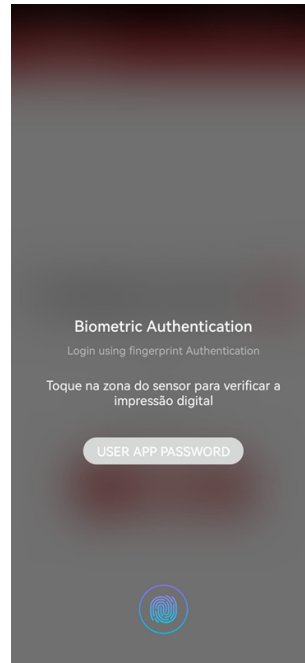 Biometric Authentication
Login using fingerprint Authentication
Toque na zona do sensor para verificar a
impressão digital
USER APP PASSWORD